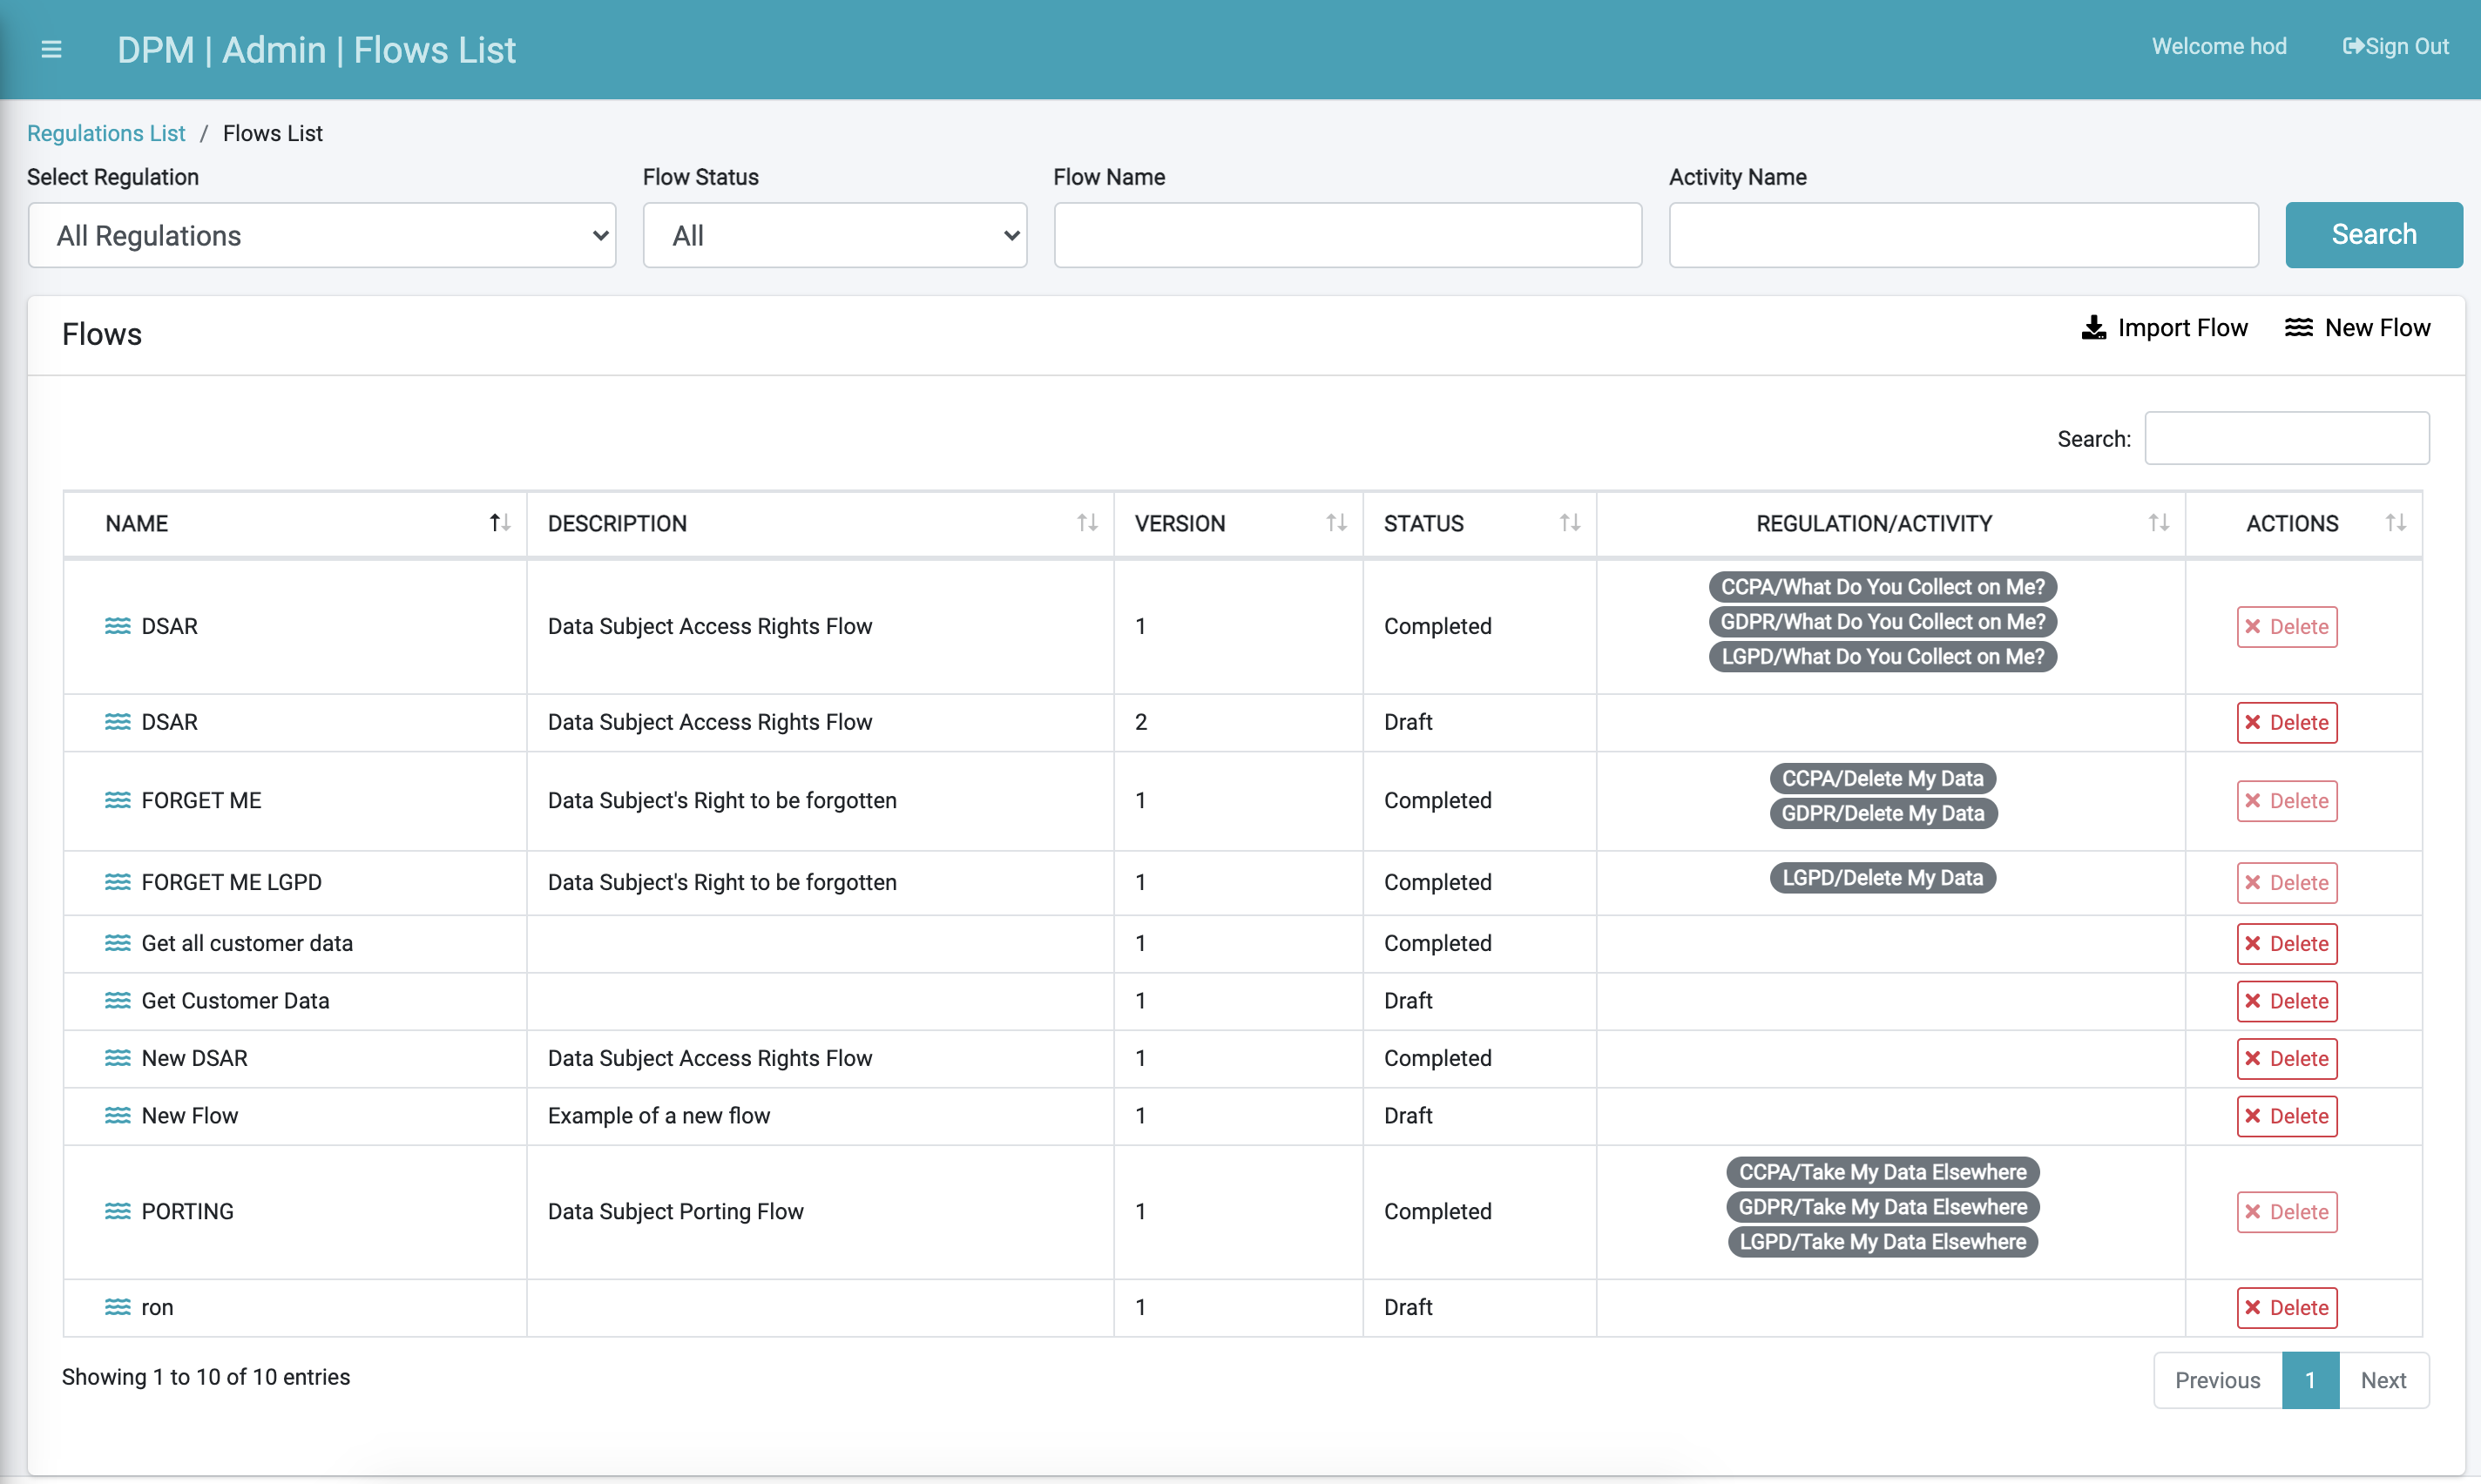 DPM | Admin | Flows List
Welcome hod
Sign Out
Regulations List / Flows List
Select Regulation
Flow Status
Flow Name
Activity Name
All Regulations
All
Search
Flows
Import Flow
New Flow
Search:
NAME DESCRIPTION VERSION STATUS REGULATION/ACTIVITY ACTIONS
DSAR Data Subject Access Rights Flow 1 Completed
CCPA/What Do You Collect on Me?
GDPR/What Do You Collect on Me?
LGPD/What Do You Collect on Me?
Delete
DSAR Data Subject Access Rights Flow 2 Draft Delete
FORGET ME Data Subject's Right to be forgotten 1 Completed
CCPA/Delete My Data
GDPR/Delete My Data
Delete
FORGET ME LGPD Data Subject's Right to be forgotten 1 Completed LGPD/Delete My Data Delete
Get all customer data 1 Completed Delete
Get Customer Data 1 Draft Delete
New DSAR Data Subject Access Rights Flow 1 Completed Delete
New Flow Example of a new flow 1 Draft Delete
PORTING Data Subject Porting Flow 1 Completed
CCPA/Take My Data Elsewhere
GDPR/Take My Data Elsewhere
LGPD/Take My Data Elsewhere
Delete
ron 1 Draft Delete
Showing 1 to 10 of 10 entries
Previous 1 Next